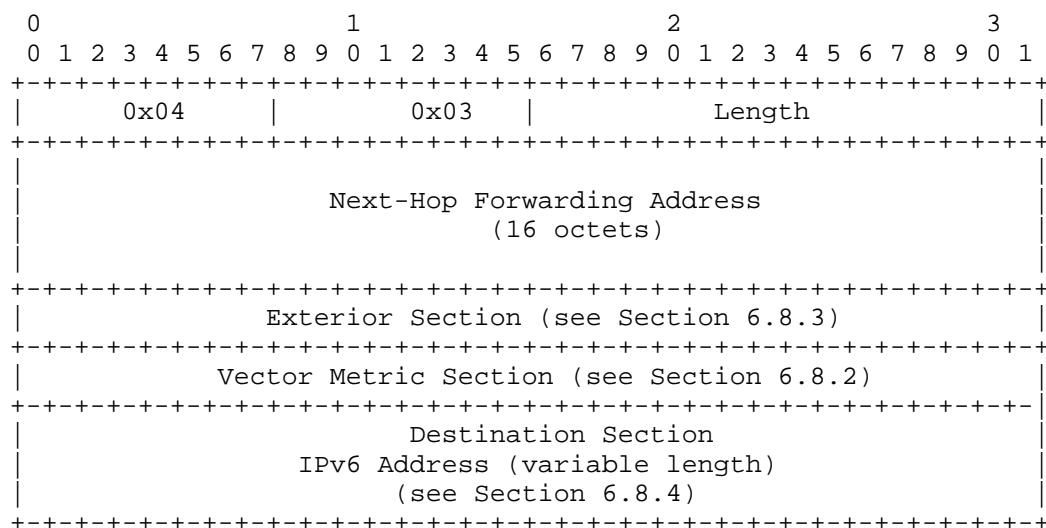 0                   1                   2                   3
 0 1 2 3 4 5 6 7 8 9 0 1 2 3 4 5 6 7 8 9 0 1 2 3 4 5 6 7 8 9 0 1
+-+-+-+-+-+-+-+-+-+-+-+-+-+-+-+-+-+-+-+-+-+-+-+-+-+-+-+-+-+-+-+-+
|      0x04     |        0x03   |           Length              |
+-+-+-+-+-+-+-+-+-+-+-+-+-+-+-+-+-+-+-+-+-+-+-+-+-+-+-+-+-+-+-+-+
|                                                               |
|                   Next-Hop Forwarding Address                 |
|                             (16 octets)                       |
|                                                               |
+-+-+-+-+-+-+-+-+-+-+-+-+-+-+-+-+-+-+-+-+-+-+-+-+-+-+-+-+-+-+-+-+
|               Exterior Section (see Section 6.8.3)            |
+-+-+-+-+-+-+-+-+-+-+-+-+-+-+-+-+-+-+-+-+-+-+-+-+-+-+-+-+-+-+-+-+
|            Vector Metric Section (see Section 6.8.2)          |
+-+-+-+-+-+-+-+-+-+-+-+-+-+-+-+-+-+-+-+-+-+-+-+-+-+-+-+-+-+-+-+-|
|                        Destination Section                    |
|                 IPv6 Address (variable length)                |
|                       (see Section 6.8.4)                     |
+-+-+-+-+-+-+-+-+-+-+-+-+-+-+-+-+-+-+-+-+-+-+-+-+-+-+-+-+-+-+-+-+